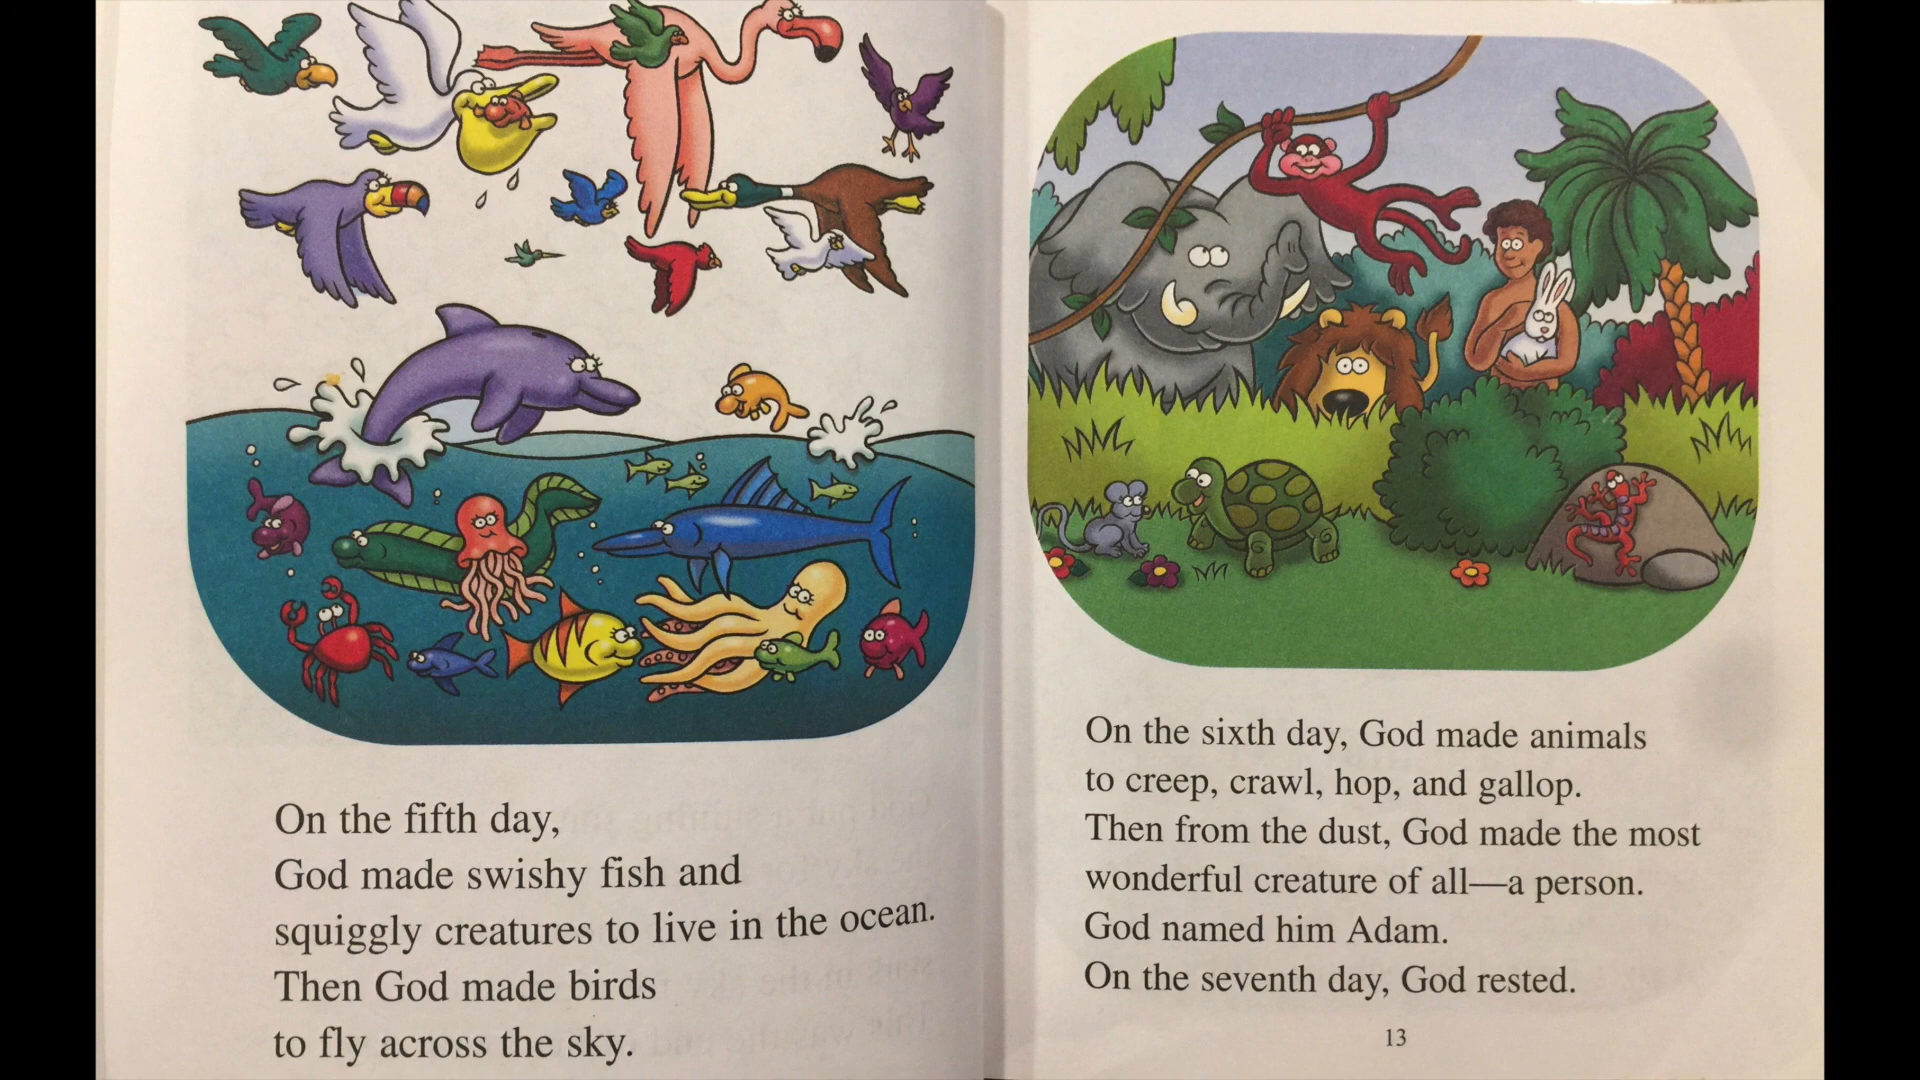 On the fifth day,
God made swishy fish and
squiggly creatures to live in the ocean.
Then God made birds
to fly across the sky.
On the sixth day, God made animals
to creep, crawl, hop, and gallop.
Then from the dust, God made the most
wonderful creature of all—a person.
God named him Adam.
On the seventh day, God rested.
13